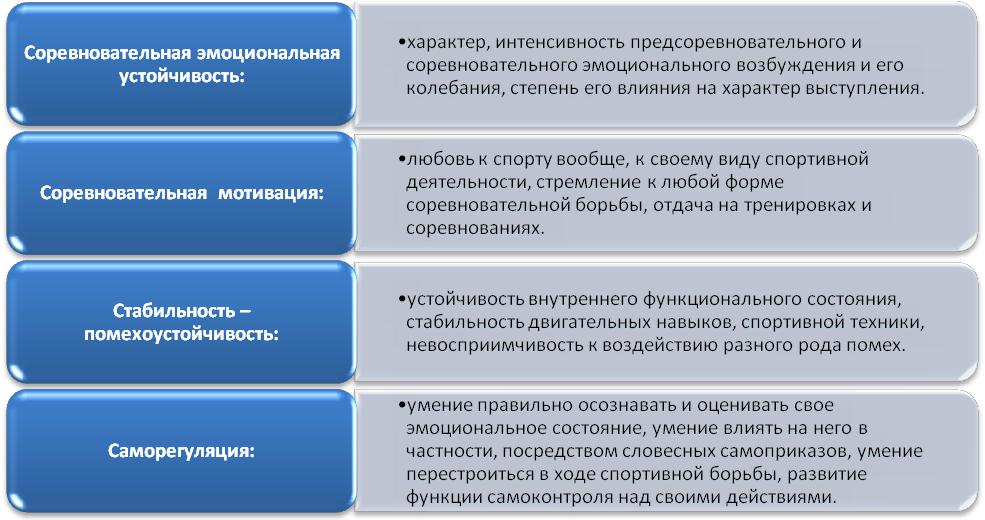 Соревновательная эмоциональная
устойчивость:
•характер, интенсивность предсоревновательного и
соревновательного эмоционального возбуждения и его
колебания, степень его влияния на характер выступления.
Соревновательная мотивация:
•любовь к спорту вообще, к своему виду спортивной
деятельности, стремление к любой форме
соревновательной борьбы, отдача на тренировках и
соревнованиях.
Стабильность –
помехоустойчивость:
•устойчивость внутреннего функционального состояния,
стабильность двигательных навыков, спортивной техники,
невосприимчивость к воздействию разного рода помех.
Саморегуляция:
•умение правильно осознавать и оценивать свое
эмоциональное состояние, умение влиять на него в
частности, посредством словесных самоприказов, умение
перестроиться в ходе спортивной борьбы, развитие
функции самоконтроля над своими действиями.